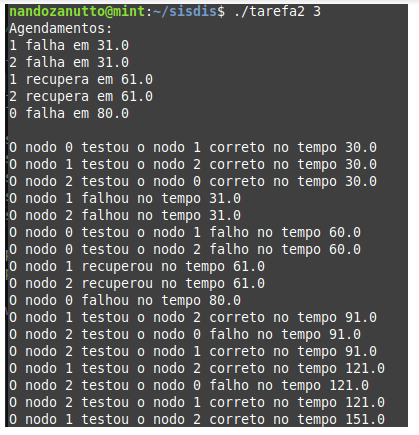 nandozanutto@mint:~/sisdis$ ./tarefa2 3
Agendamentos:
1 falha em 31.0
2 falha em 31.0
1 recupera em 61.0
2 recupera em 61.0
0 falha em 80.0
O nodo 0 testou o nodo 1 correto no tempo 30.0
O nodo 1 testou o nodo 2 correto no tempo 30.0
O nodo 2 testou o nodo 0 correto no tempo 30.0
O nodo 1 falhou no tempo 31.0
O nodo 2 falhou no tempo 31.0
O nodo 0 testou o nodo 1 falho no tempo 60.0
O nodo 0 testou o nodo 2 falho no tempo 60.0
O nodo 1 recuperou no tempo 61.0
O nodo 2 recuperou no tempo 61.0
O nodo 0 falhou no tempo 80.0
O nodo 1 testou o nodo 2 correto no tempo 91.0
O nodo 2 testou o nodo 0 falho no tempo 91.0
O nodo 2 testou o nodo 1 correto no tempo 91.0
O nodo 1 testou o nodo 2 correto no tempo 121.0
O nodo 2 testou o nodo 0 falho no tempo 121.0
O nodo 2 testou o nodo 1 correto no tempo 121.0
O nodo 1 testou o nodo 2 correto no tempo 151.0